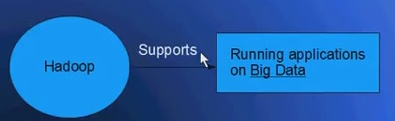 Hadoop
Supports
Running applications
on Big Data